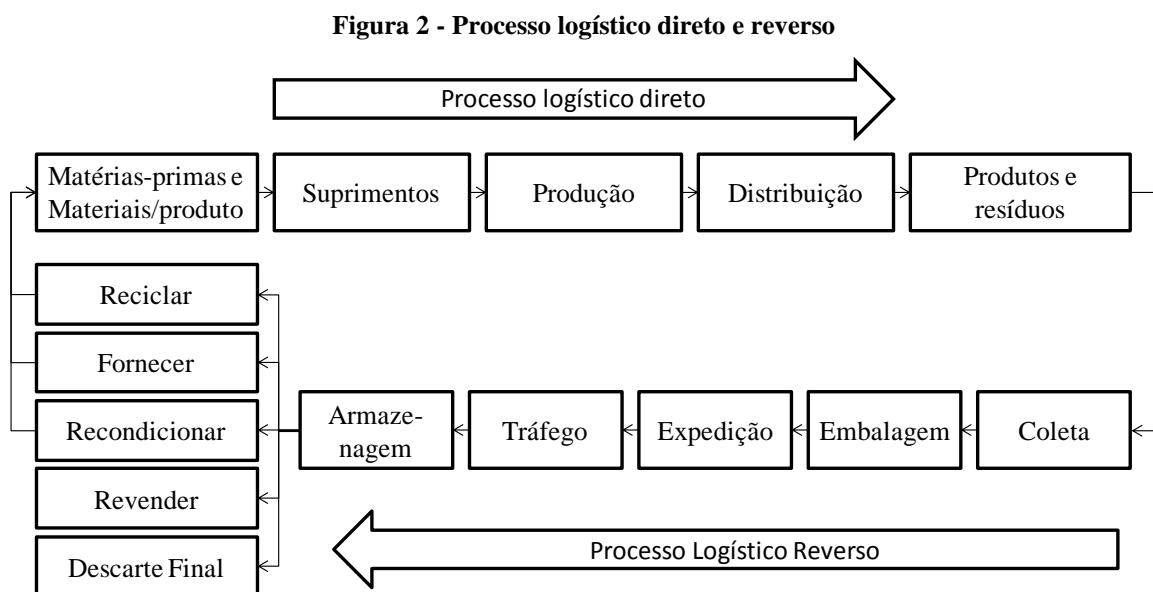 Figura 2 - Processo logístico direto e reverso
Processo logístico direto
Matérias-primas e
Materiais/produto
Suprimentos
Produção
Distribuição
Produtos e
resíduos
Reciclar
Fornecer
Recondicionar
Revender
Descarte Final
Armaze-
nagem
Tráfego
Expedição
Embalagem
Coleta
Processo Logístico Reverso